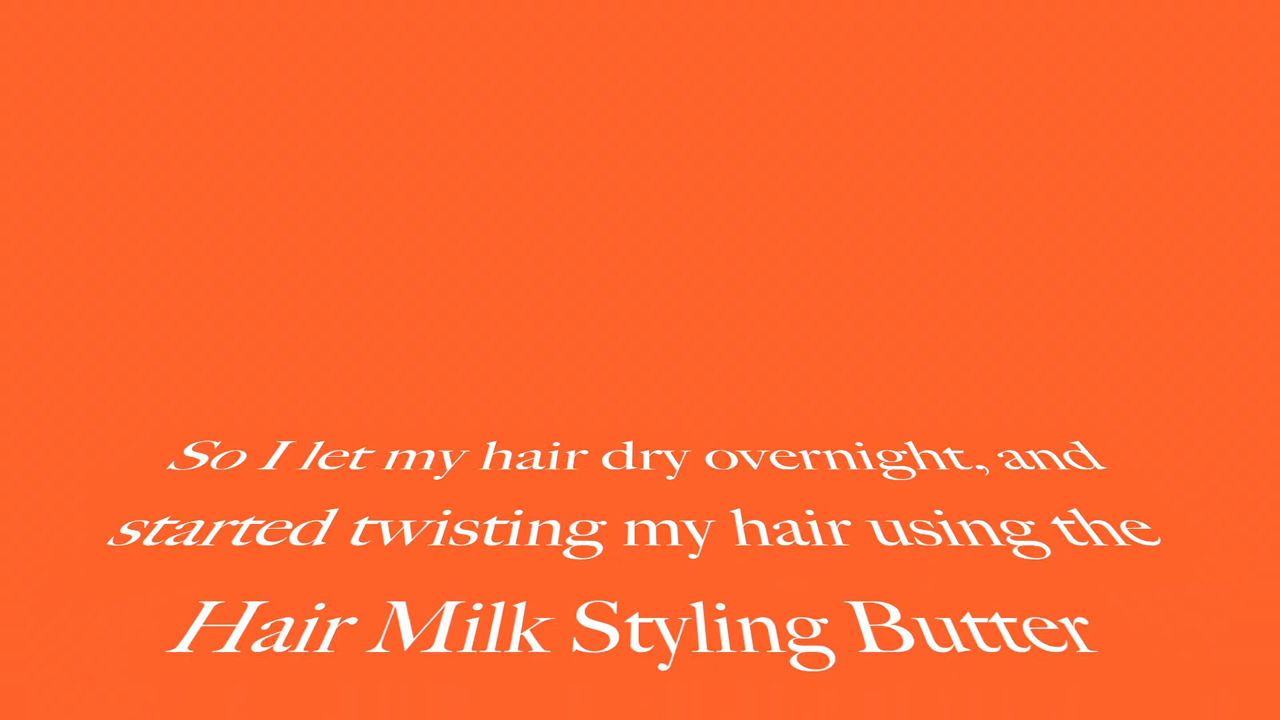 So I let my hair dry overnight, and
started twisting my hair using the
Hair Milk Styling Butter